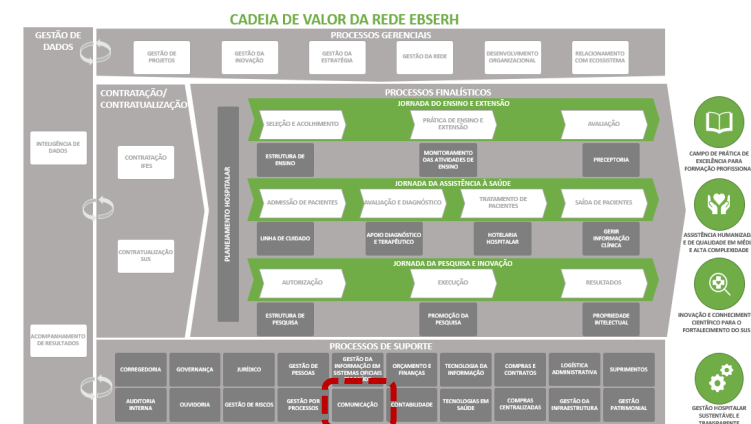 CADEIA DE VALOR DA REDE EBSERH
GESTÃO DE
DADOS
INTELIGÊNCIA DE
DADOS
ACOMPANHAMENTO
DE RESULTADOS
PROCESSOS GERENCIAIS
GESTÃO DE
PROJETOS
GESTÃO DA
INOVAÇÃO
GESTÃO DA
ESTRATÉGIA
GESTÃO DA REDE
DESENVOLVIMENTO
ORGANIZACIONAL
RELACIONAMENTO
COM ECOSSISTEMA
CONTRATAÇÃO/
CONTRATUALIZAÇÃO
CONTRATAÇÃO
IFES
CONTRATUALIZAÇÃO
SUS
PROCESSOS FINALÍSTICOS
PLANEJAMENTO HOSPITALAR
JORNADA DO ENSINO E EXTENSÃO
SELEÇÃO E ACOLHIMENTO
PRÁTICA DE ENSINO E
EXTENSÃO
AVALIAÇÃO
ESTRUTURA DE
ENSINO
MONITORAMENTO
DAS ATIVIDADES DE
ENSINO
PRECEPTORIA
JORNADA DA ASSISTÊNCIA À SAÚDE
ADMISSÃO DE PACIENTES
AVALIAÇÃO E DIAGNÓSTICO
TRATAMENTO DE
PACIENTES
SAÍDA DE PACIENTES
LINHA DE CUIDADO
APOIO DIAGNÓSTICO
E TERAPÊUTICO
HOTELARIA
HOSPITALAR
GERIR
INFORMAÇÃO
CLÍNICA
JORNADA DA PESQUISA E INOVAÇÃO
AUTORIZAÇÃO
EXECUÇÃO
RESULTADOS
ESTRUTURA DE
PESQUISA
PROMOÇÃO DA
PESQUISA
PROPRIEDADE
INTELECTUAL
PROCESSOS DE SUPORTE
CORREGEDORIA
GOVERNANÇA
JURÍDICO
GESTÃO DE
PESSOAS
GESTÃO DA
INFORMAÇÃO EM
SISTEMAS OFICIAIS
ORÇAMENTO E
FINANÇAS
TECNOLOGIA DA
INFORMAÇÃO
COMPRAS E
CONTRATOS
LOGÍSTICA
ADMINISTRATIVA
SUPRIMENTOS
AUDITORIA
INTERNA
OUVIDORIA
GESTÃO DE RISCOS
GESTÃO POR
PROCESSOS
COMUNICAÇÃO
CONTABILIDADE
TECNOLOGIAS EM
SAÚDE
COMPRAS
CENTRALIZADAS
GESTÃO DA
INFRAESTRUTURA
GESTÃO
PATRIMONIAL
CAMPO DE PRÁTICA DE
EXCELÊNCIA PARA
FORMAÇÃO PROFISSIONA
ASSISTÊNCIA HUMANIZADA
E DE QUALIDADE EM MÉDI
E ALTA COMPLEXIDADE
INOVAÇÃO E CONHECIMENT
CIENTÍFICO PARA O
FORTALECIMENTO DO SUS
GESTÃO HOSPITALAR
SUSTENTÁVEL E
TRANSPARENTE